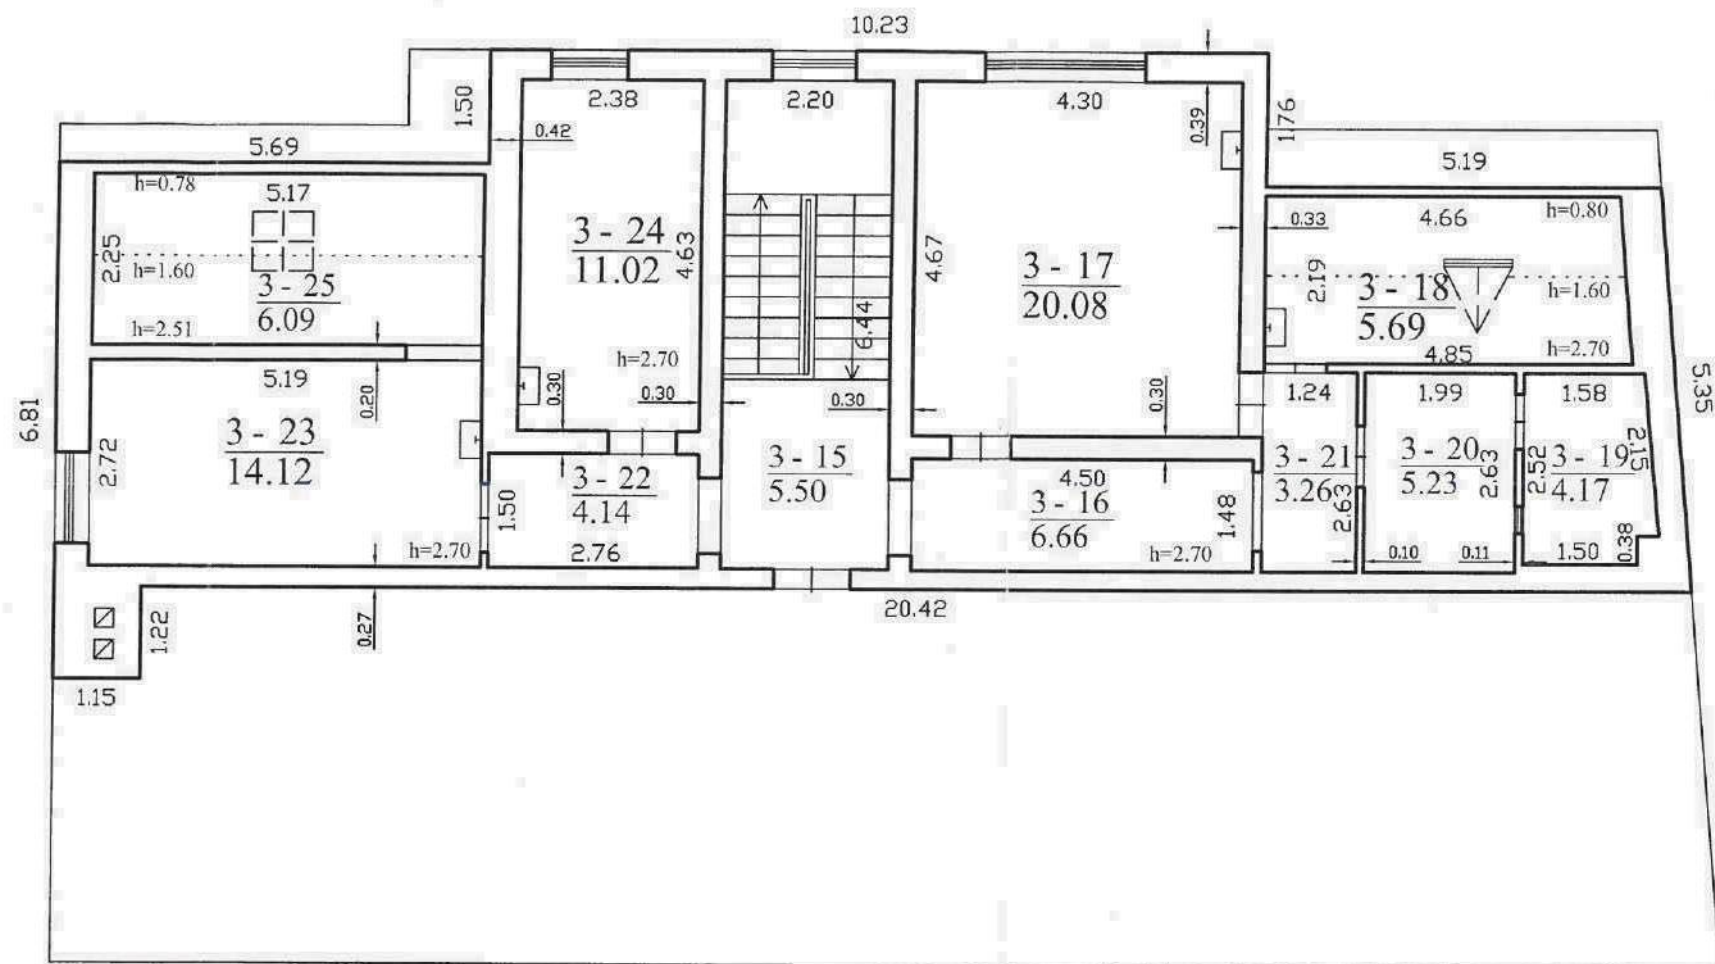 10.23
2.38
2.20
4.30
1.50
0.42
0.39
1.76
5.69
5.19
h=0.78
5.17
2.25
h=1.60
3 - 25
6.09
h=2.51
3 - 24
11.02
4.63
h=2.70
0.30
0.30
6.44
0.30
4.67
3 - 17
20.08
0.30
0.33
4.66
h=0.80
2.19
3 - 18
5.69
h=1.60
4.85
h=2.70
5.35
6.81
5.19
0.20
3 - 23
14.12
2.72
h=2.70
1.50
3 - 22
4.14
2.76
3 - 15
5.50
4.50
3 - 16
6.66
1.48
h=2.70
1.24
3 - 21
3.26
2.63
1.99
3 - 20
5.23
2.63
0.10
0.11
1.58
2.15
2.52
3 - 19
4.17
1.50
0.38
20.42
0.27
1.22
1.15